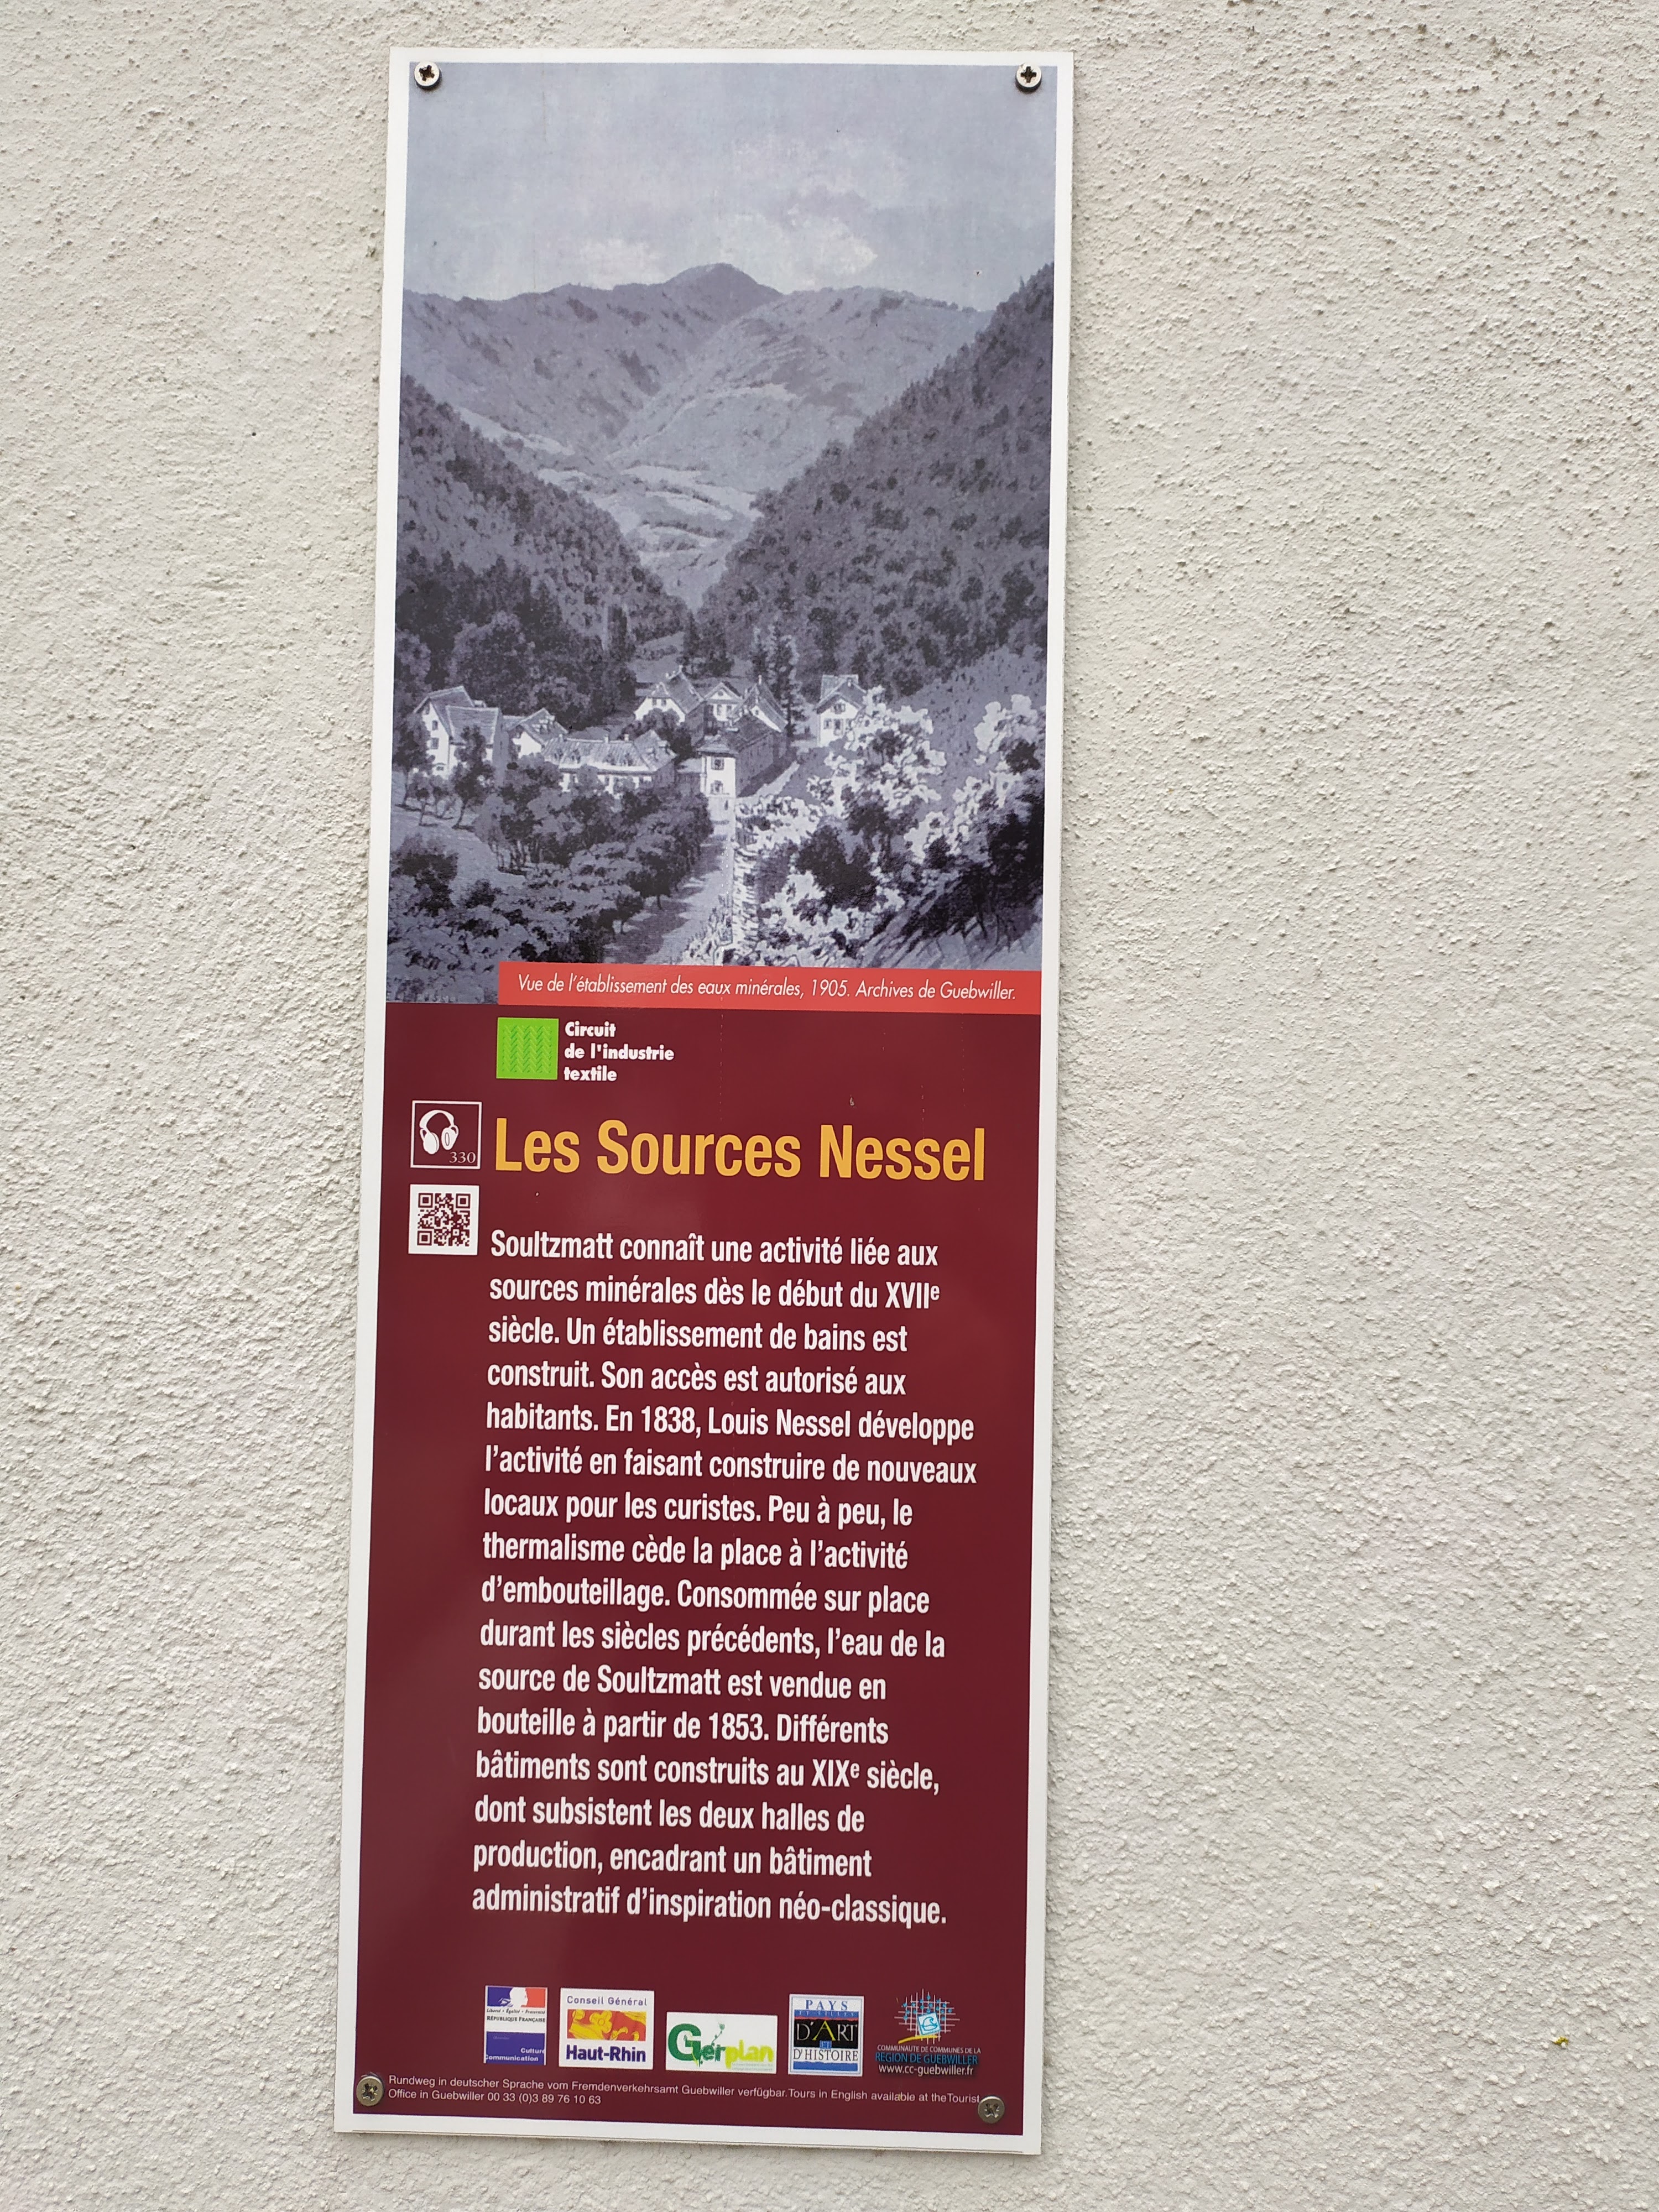 Vue de l'établissement des eaux minérales, 1905. Archives de Guebwiller.
Circuit
de l'industrie
textile
330
Les Sources Nessel
Soultzmatt connaît une activité liée aux
sources minérales dès le début du XVIIe
siècle. Un établissement de bains est
construit. Son accès est autorisé aux
habitants. En 1838, Louis Nessel développe
l'activité en faisant construire de nouveaux
locaux pour les curistes. Peu à peu, le
thermalisme cède la place à l'activité
d'embouteillage. Consommée sur place
durant les siècles précédents, l'eau de la
source de Soultzmatt est vendue en
bouteille à partir de 1853. Différents
bâtiments sont construits au XIXe siècle,
dont subsistent les deux halles de
production, encadrant un bâtiment
administratif d'inspiration néo-classique.
Liberté • Égalité • Fraternité
RÉPUBLIQUE FRANÇAISE
Culture
Communication
Conseil Général
Haut-Rhin
Gerplan
PAYS
D'ART
D'HISTOIRE
COMMUNAUTÉ DE COMMUNES DE LA
RÉGION DE GUEBWILLER
www.cc-guebwiller.fr
Rundweg in deutscher Sprache vom Fremdenverkehrsamt Guebwiller verfügbar.Tours in English available at theTourist
Office in Guebwiller 00 33 (0)3 89 76 10 63